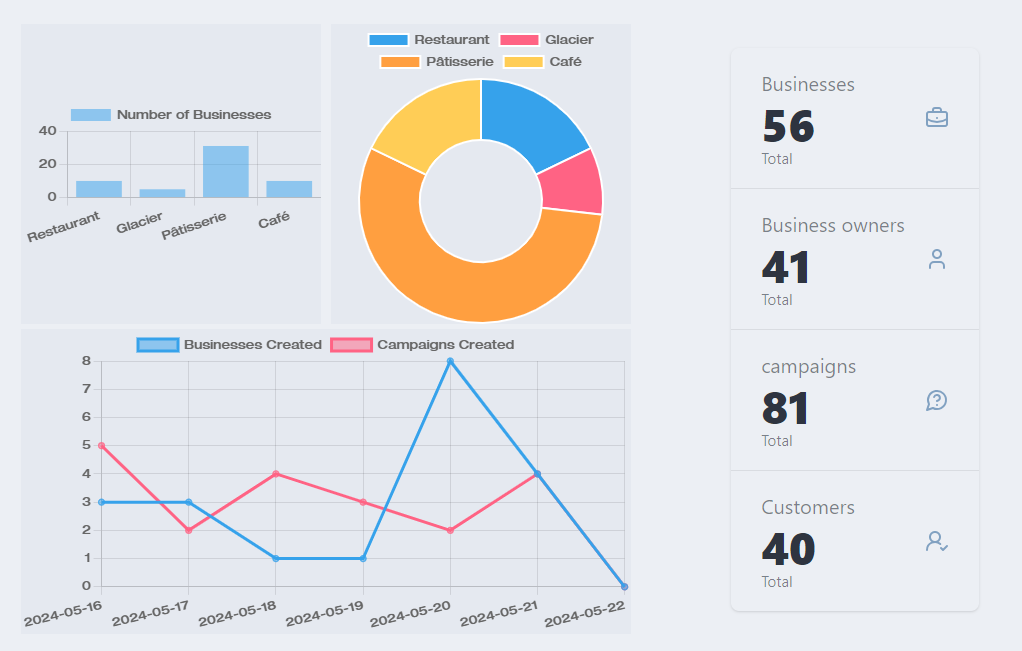 Number of Businesses
40
20
0
Restaurant Glacier Pâtisserie Café
Restaurant Glacier
Pâtisserie Café
Businesses Created Campaigns Created
8
7
6
5
4
3
2
1
0
2024-05-16 2024-05-17 2024-05-18 2024-05-19 2024-05-20 2024-05-21 2024-05-22
Businesses
56
Total
Business owners
41
Total
campaigns
81
Total
Customers
40
Total